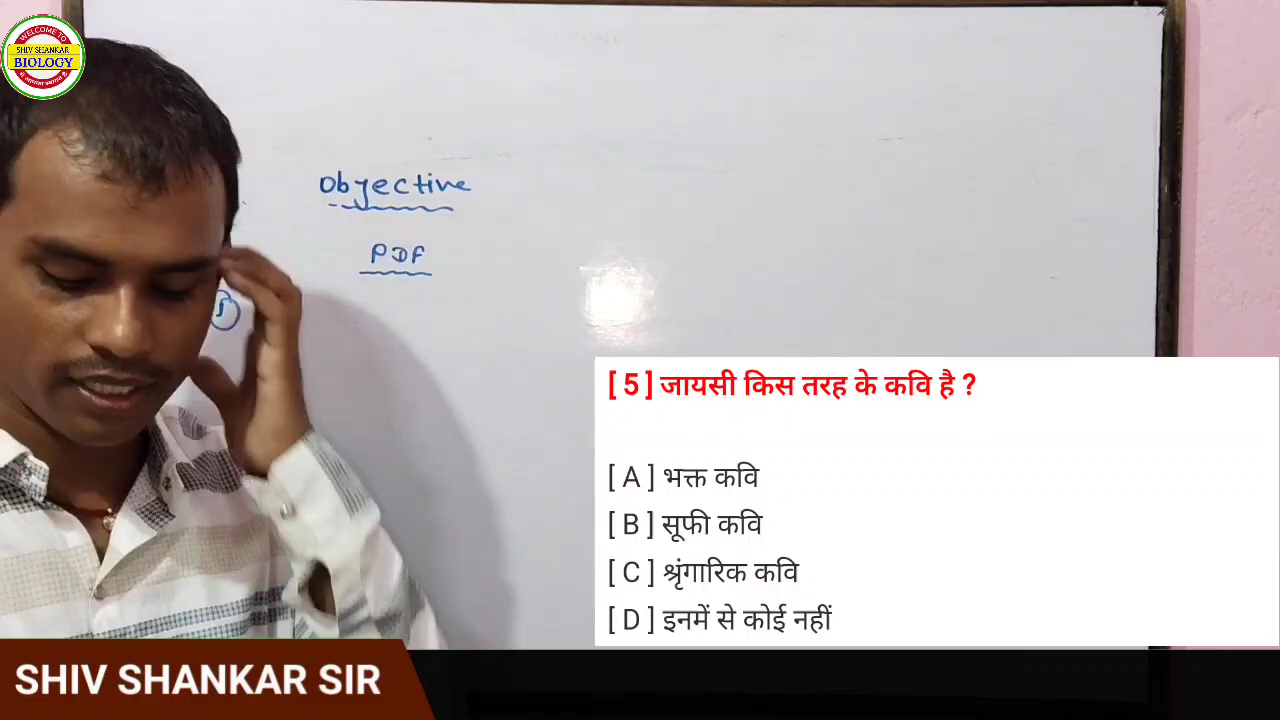 WELCOME TO
SHIV SHANKAR
BIOLOGY
Objective
PDF
[ 5 ] जायसी किस तरह के कवि है ?
[ A ] भक्त कवि
[ B ] सूफी कवि
[ C ] श्रृंगारिक कवि
[ D ] इनमें से कोई नहीं
SHIV SHANKAR SIR